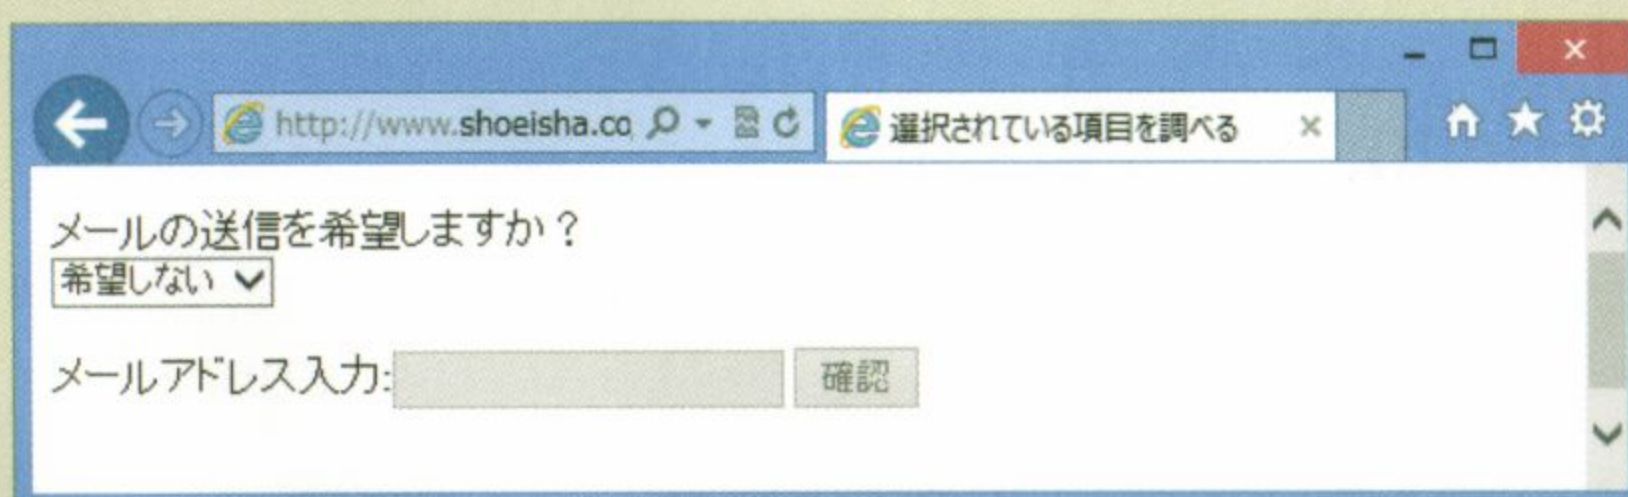 http://www.shoeisha.co
選択されている項目を調べる
メールの送信を希望しますか？
希望しない
メールアドレス入力:
確認